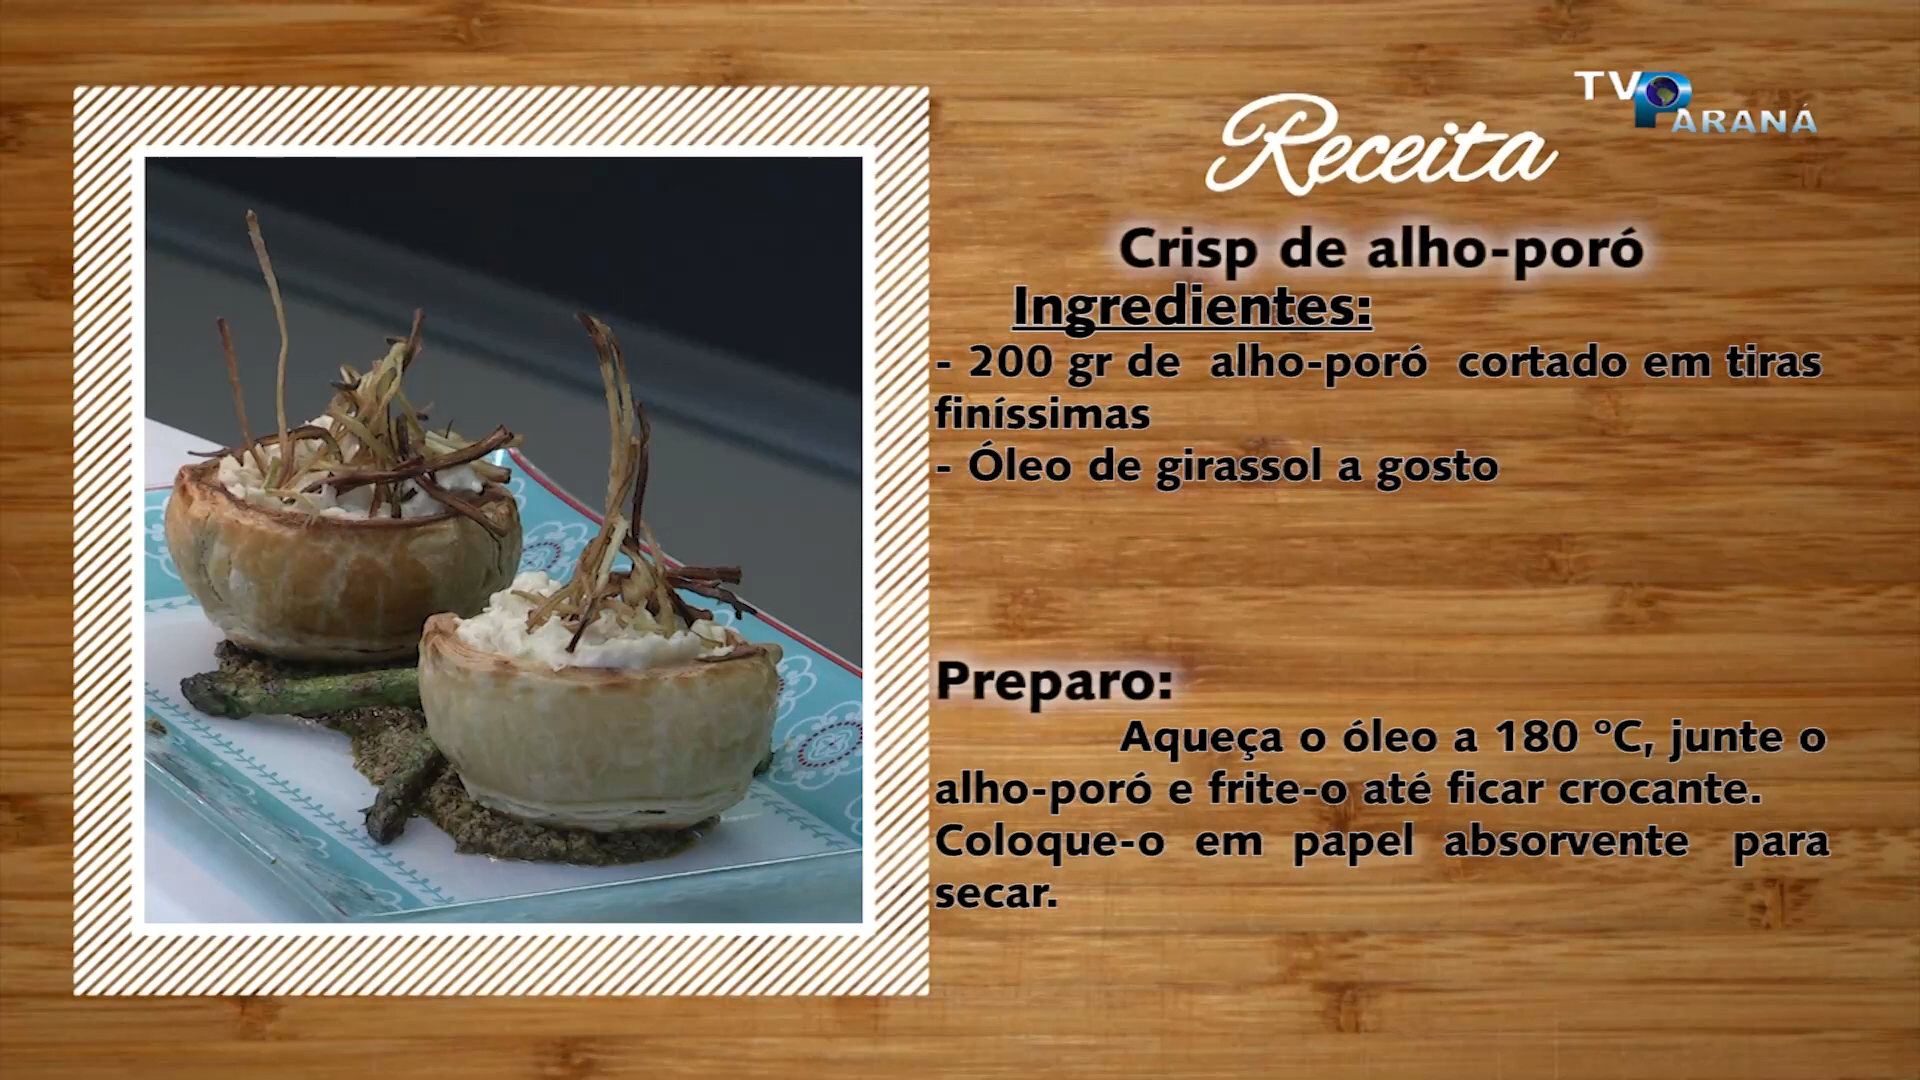 TV PARANÁ
Receita
Crisp de alho-poró
Ingredientes:
- 200 gr de alho-poró cortado em tiras
finíssimas
- Óleo de girassol a gosto
Preparo:
Aqueça o óleo a 180 ºC, junte o
alho-poró e frite-o até ficar crocante.
Coloque-o em papel absorvente para
secar.